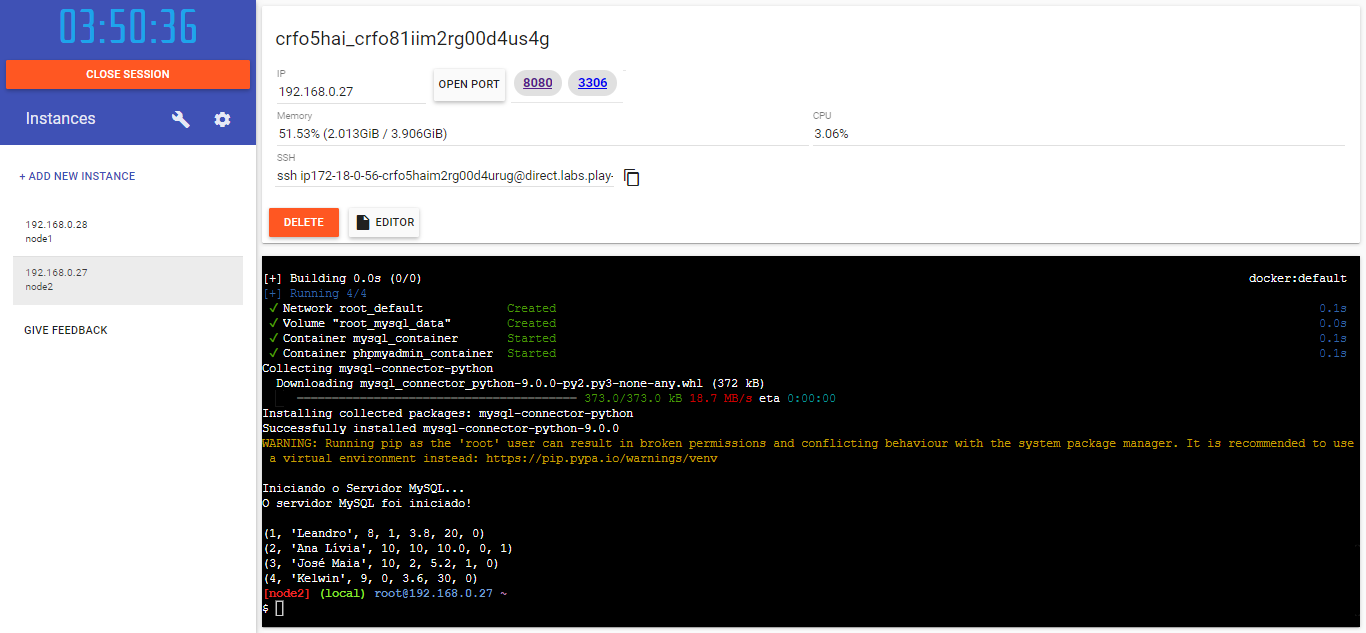 03:50:36
CLOSE SESSION
Instances
+ ADD NEW INSTANCE
192.168.0.28
node1
192.168.0.27
node2
GIVE FEEDBACK
crfo5hai_crfo81iim2rg00d4us4g
IP
192.168.0.27
OPEN PORT
8080
3306
Memory
51.53% (2.013GiB / 3.906GiB)
CPU
3.06%
SSH
ssh ip172-18-0-56-crfo5haim2rg00d4urug@direct.labs.play-
DELETE
EDITOR
[+] Building 0.0s (0/0) docker:default
[+] Running 4/4
✓ Network root_default Created 0.1s
✓ Volume "root_mysql_data" Created 0.0s
✓ Container mysql_container Started 0.1s
✓ Container phpmyadmin_container Started 0.1s
Collecting mysql-connector-python
Downloading mysql_connector_python-9.0.0-py2.py3-none-any.whl (372 kB)
373.0/373.0 kB 18.7 MB/s eta 0:00:00
Installing collected packages: mysql-connector-python
Successfully installed mysql-connector-python-9.0.0
WARNING: Running pip as the 'root' user can result in broken permissions and conflicting behaviour with the system package manager. It is recommended to use
a virtual environment instead: https://pip.pypa.io/warnings/venv
Iniciando o Servidor MySQL...
O servidor MySQL foi iniciado!
(1, 'Leandro', 8, 1, 3.8, 20, 0)
(2, 'Ana Lívia', 10, 10, 10.0, 0, 1)
(3, 'José Maia', 10, 2, 5.2, 1, 0)
(4, 'Kelwin', 9, 0, 3.6, 30, 0)
[node2] (local) root@192.168.0.27 ~
$